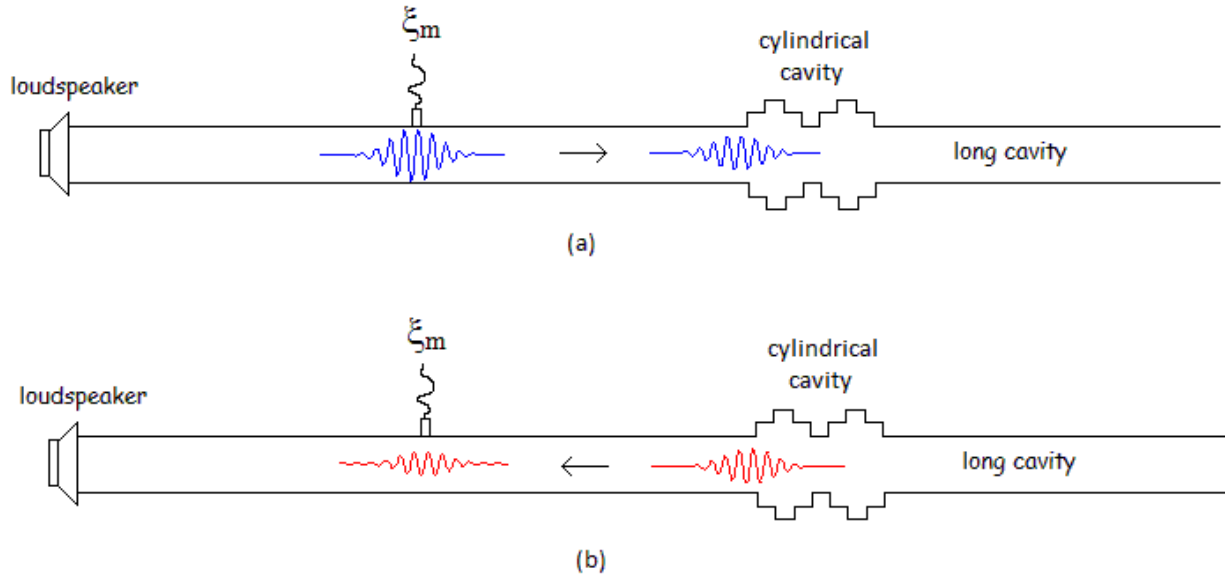 ξm
cylindrical
cavity
loudspeaker
long cavity
(a)
ξm
cylindrical
cavity
loudspeaker
long cavity
(b)